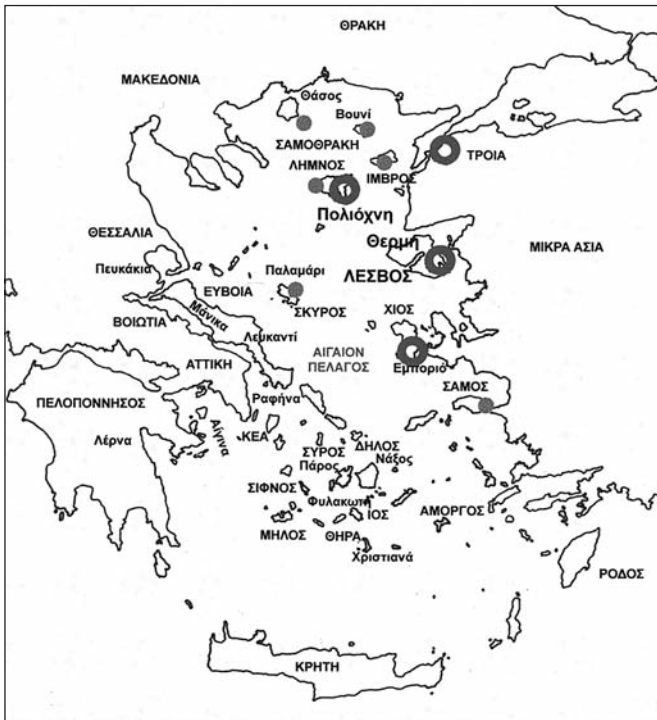 ΘΡΑΚΗ
ΜΑΚΕΔΟΝΙΑ
Θάσος
Βουνί
ΣΑΜΟΘΡΑΚΗ
ΤΡΟΙΑ
ΛΗΜΝΟΣ
ΙΜΒΡΟΣ
Πολιόχνη
ΘΕΣΣΑΛΙΑ
Θερμή
ΜΙΚΡΑ ΑΣΙΑ
Πευκάκια
Παλαμάρι
ΛΕΣΒΟΣ
ΕΥΒΟΙΑ
Μάνικα
ΣΚΥΡΟΣ
ΧΙΟΣ
ΒΟΙΩΤΙΑ
Λευκαντί
ΑΙΓΑΙΟΝ
ΠΕΛΑΓΟΣ
ΑΤΤΙΚΗ
Εμποριό
ΣΑΜΟΣ
ΠΕΛΟΠΟΝΝΗΣΟΣ
Ραφήνα
Λέρνα
Αίγινα
ΚΕΑ
ΣΥΡΟΣ
ΔΗΛΟΣ
Πάρος
Νάξος
ΣΙΦΝΟΣ
Φυλακωπή
ΙΟΣ
ΑΜΟΡΓΟΣ
ΜΗΛΟΣ
ΘΗΡΑ
Χριστιανά
ΡΟΔΟΣ
ΚΡΗΤΗ